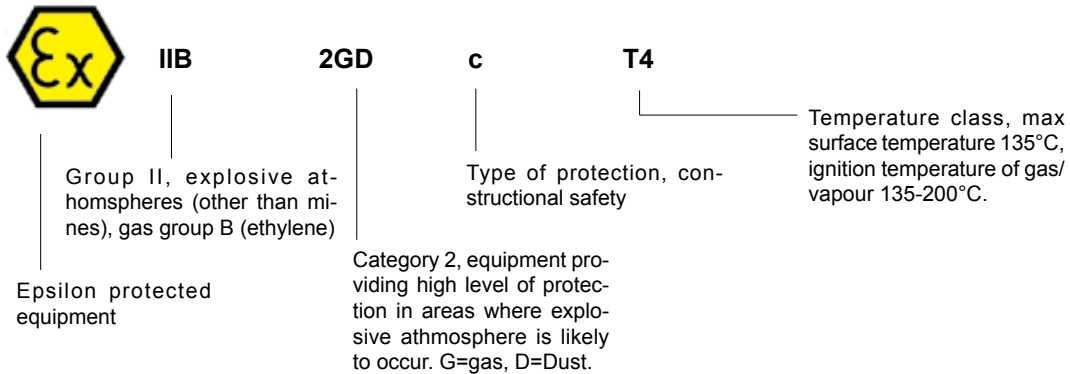 Ex
IIB 2GD c T4
Temperature class, max
surface temperature 135°C,
ignition temperature of gas/
vapour 135-200°C.
Group II, explosive at-
homspheres (other than mi-
nes), gas group B (ethylene)
Type of protection, con-
structional safety
Category 2, equipment pro-
viding high level of protec-
tion in areas where explo-
sive athmosphere is likely
to occur. G=gas, D=Dust.
Epsilon protected
equipment